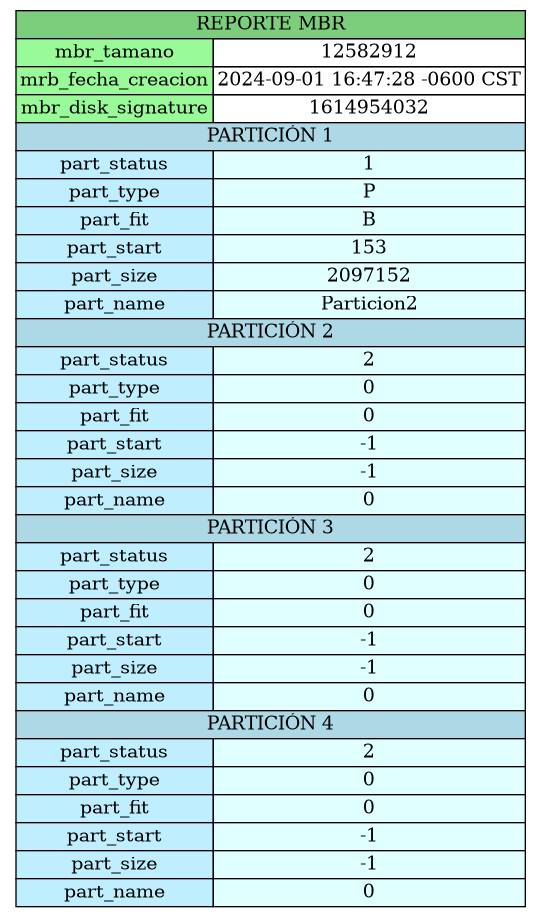 REPORTE MBR
mbr_tamano 12582912
mrb_fecha_creacion 2024-09-01 16:47:28 -0600 CST
mbr_disk_signature 1614954032
PARTICIÓN 1
part_status 1
part_type P
part_fit B
part_start 153
part_size 2097152
part_name Particion2
PARTICIÓN 2
part_status 2
part_type 0
part_fit 0
part_start -1
part_size -1
part_name 0
PARTICIÓN 3
part_status 2
part_type 0
part_fit 0
part_start -1
part_size -1
part_name 0
PARTICIÓN 4
part_status 2
part_type 0
part_fit 0
part_start -1
part_size -1
part_name 0